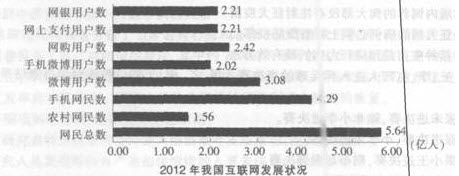 网银用户数 2.21
网上支付用户数 2.21
网购用户数 2.42
手机微博用户数 2.02
微博用户数 3.08
手机网民数 4.29
农村网民数 1.56
网民总数 5.64
0.00 1.00 2.00 3.00 4.00 5.00 6.00 (亿人)
2012年我国互联网发展状况